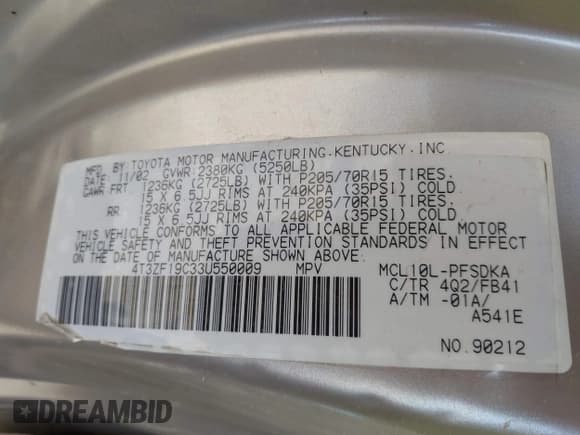 MFD. BY:TOYOTA MOTOR MANUFACTURING.KENTUCKY.INC
DATE: 11/02 GVWR 2380KG (5250LB)
GAWR: FRT 1236KG (2725LB) WITH P205/70R15 TIRES.
15 X 6.5JJ RIMS AT 240KPA (35PSI) COLD.
RR 1236KG (2725LB) WITH P205/70R15 TIRES.
15 X 6.5JJ RIMS AT 240KPA (35PSI) COLD.
THIS VEHICLE CONFORMS TO ALL APPLICABLE FEDERAL MOTOR
VEHICLE SAFETY AND THEFT PREVENTION STANDARDS IN EFFECT
ON THE DATE OF MANUFACTURE SHOWN ABOVE.
4T3ZF19C33U550009 MPV MCL10L-PFSDKA
C/TR 4Q2/FB41
A/TM -01A/
A541E
NO.90212
DREAMBID